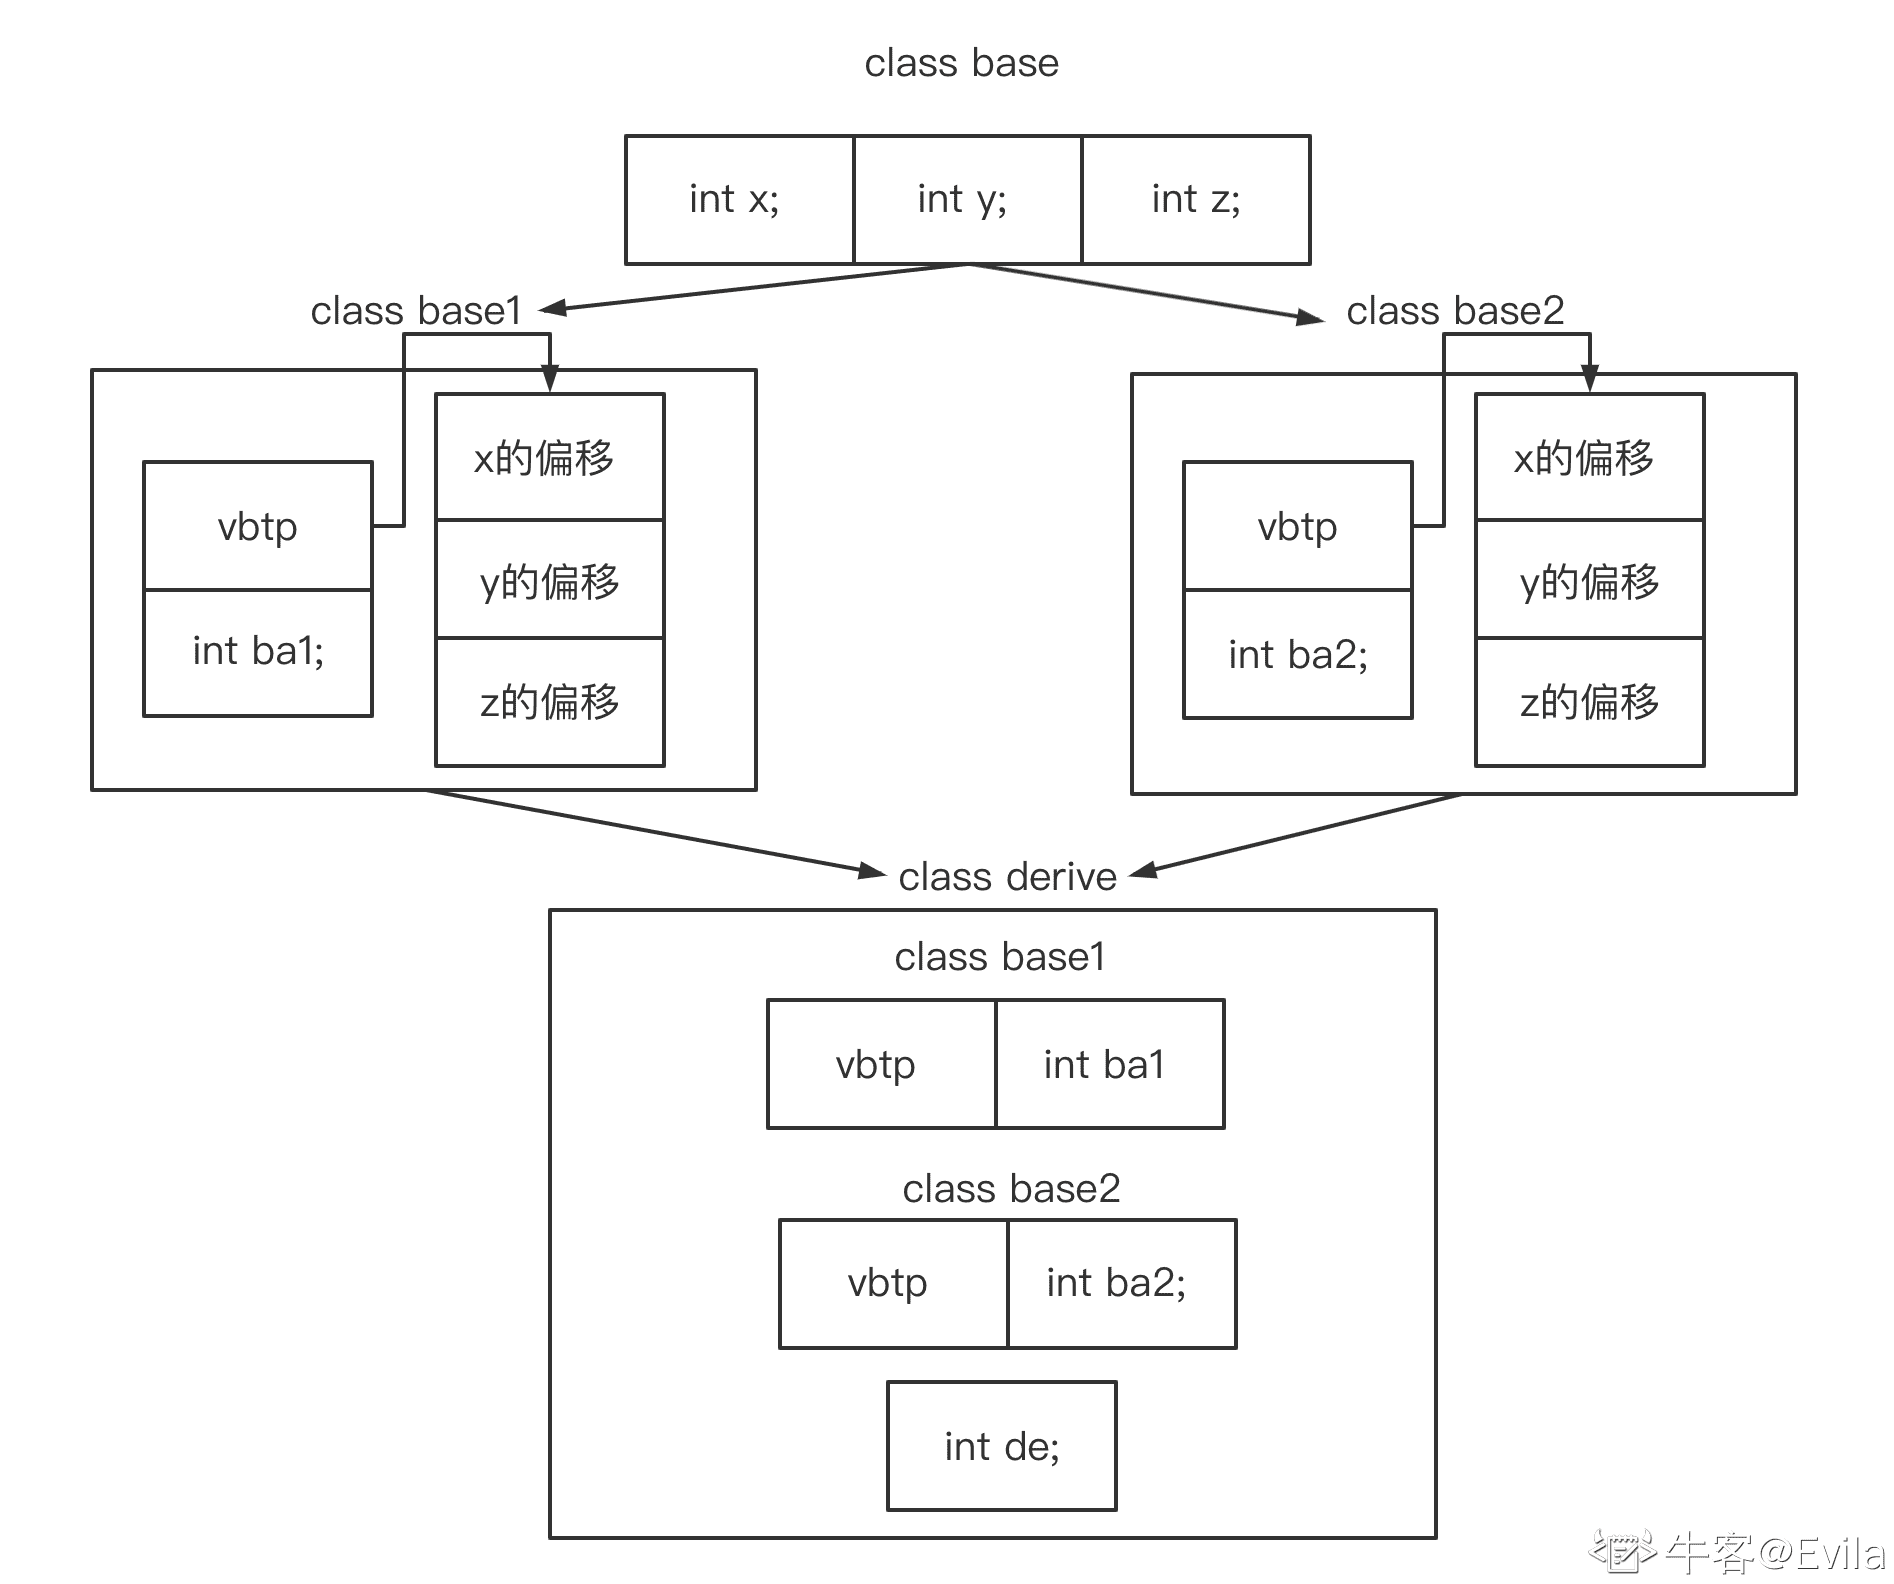 class base
int x;
int y;
int z;
class base1
vbtp
int ba1;
x的偏移
y的偏移
z的偏移
class base2
vbtp
int ba2;
x的偏移
y的偏移
z的偏移
class derive
class base1
vbtp
int ba1
class base2
vbtp
int ba2;
int de;
牛客@Evila